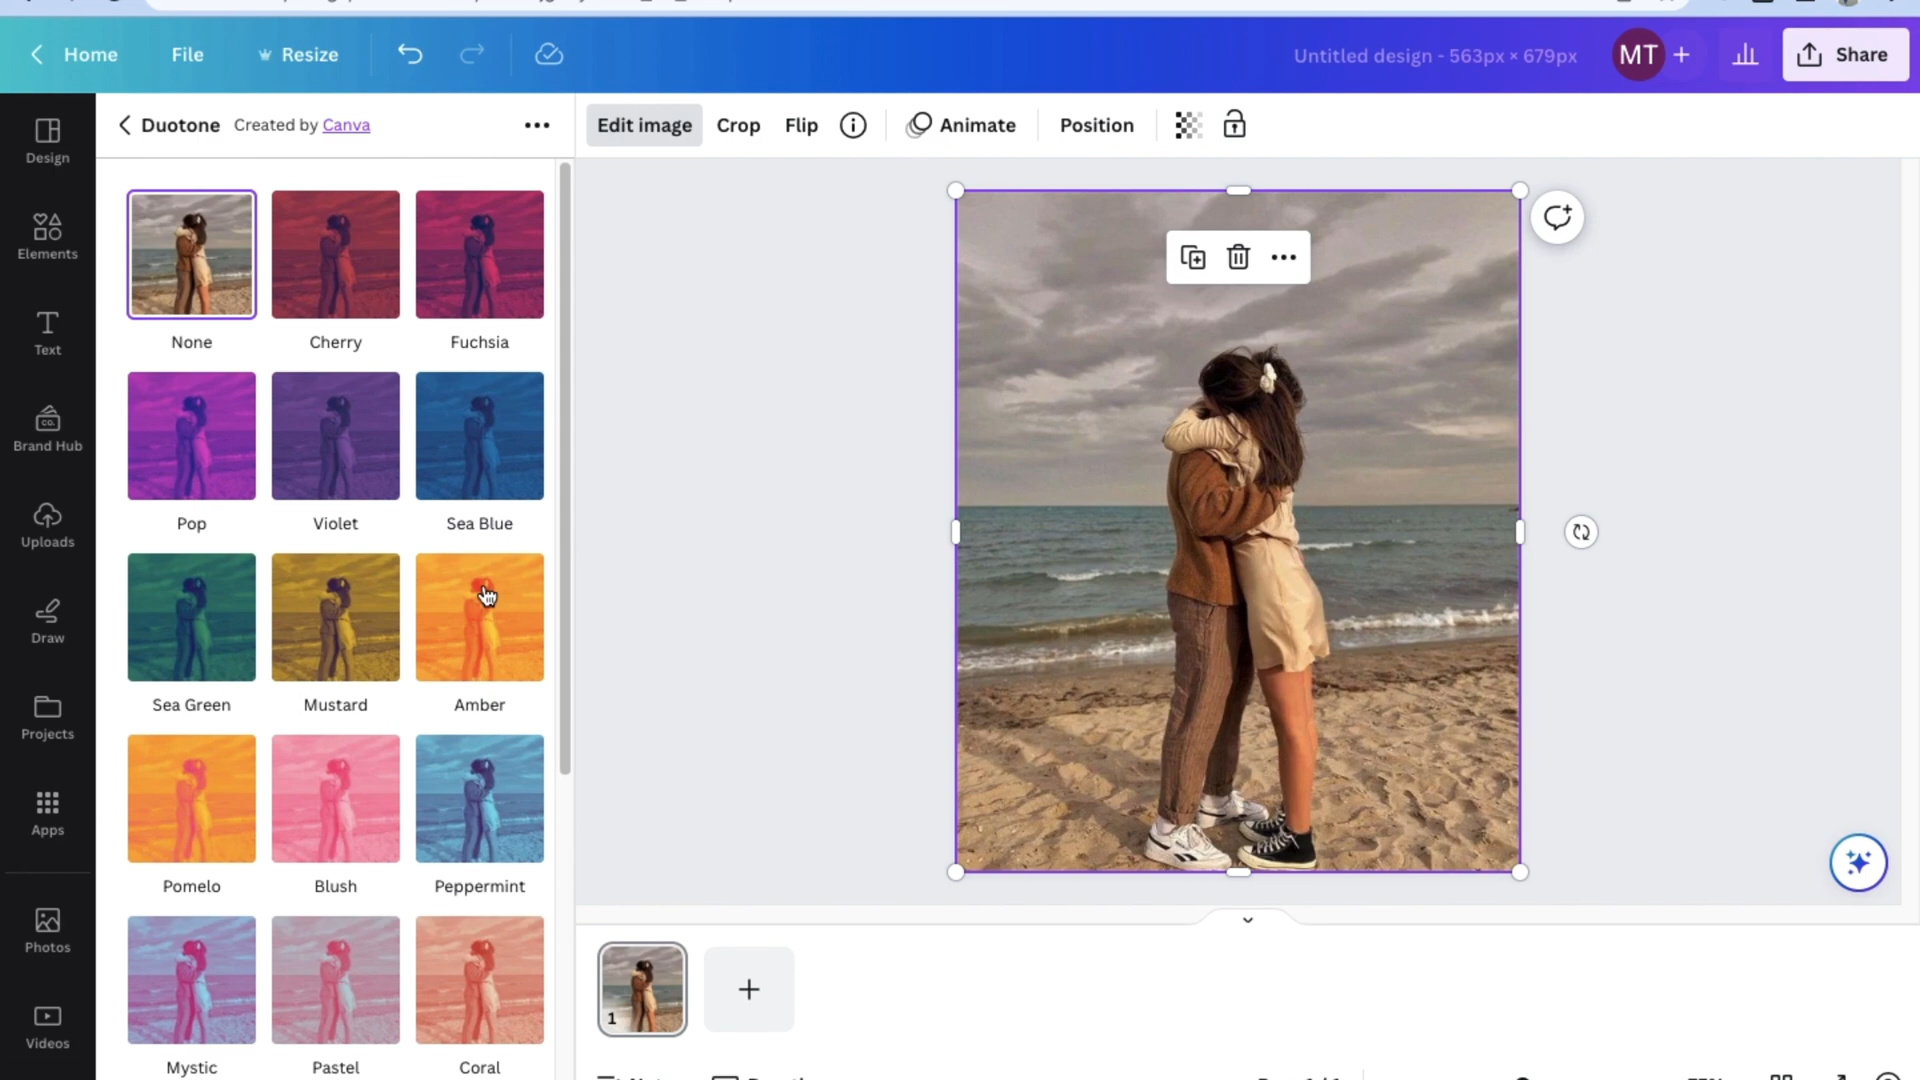 Home File Resize Untitled design - 563px × 679px MT + Share
Duotone Created by Canva
Edit image Crop Flip Animate Position
Design
Elements
Text
CO.
Brand Hub
Uploads
Draw
Projects
Apps
Photos
Videos
None Cherry Fuchsia
Pop Violet Sea Blue
Sea Green Mustard Amber
Pomelo Blush Peppermint
Mystic Pastel Coral
1